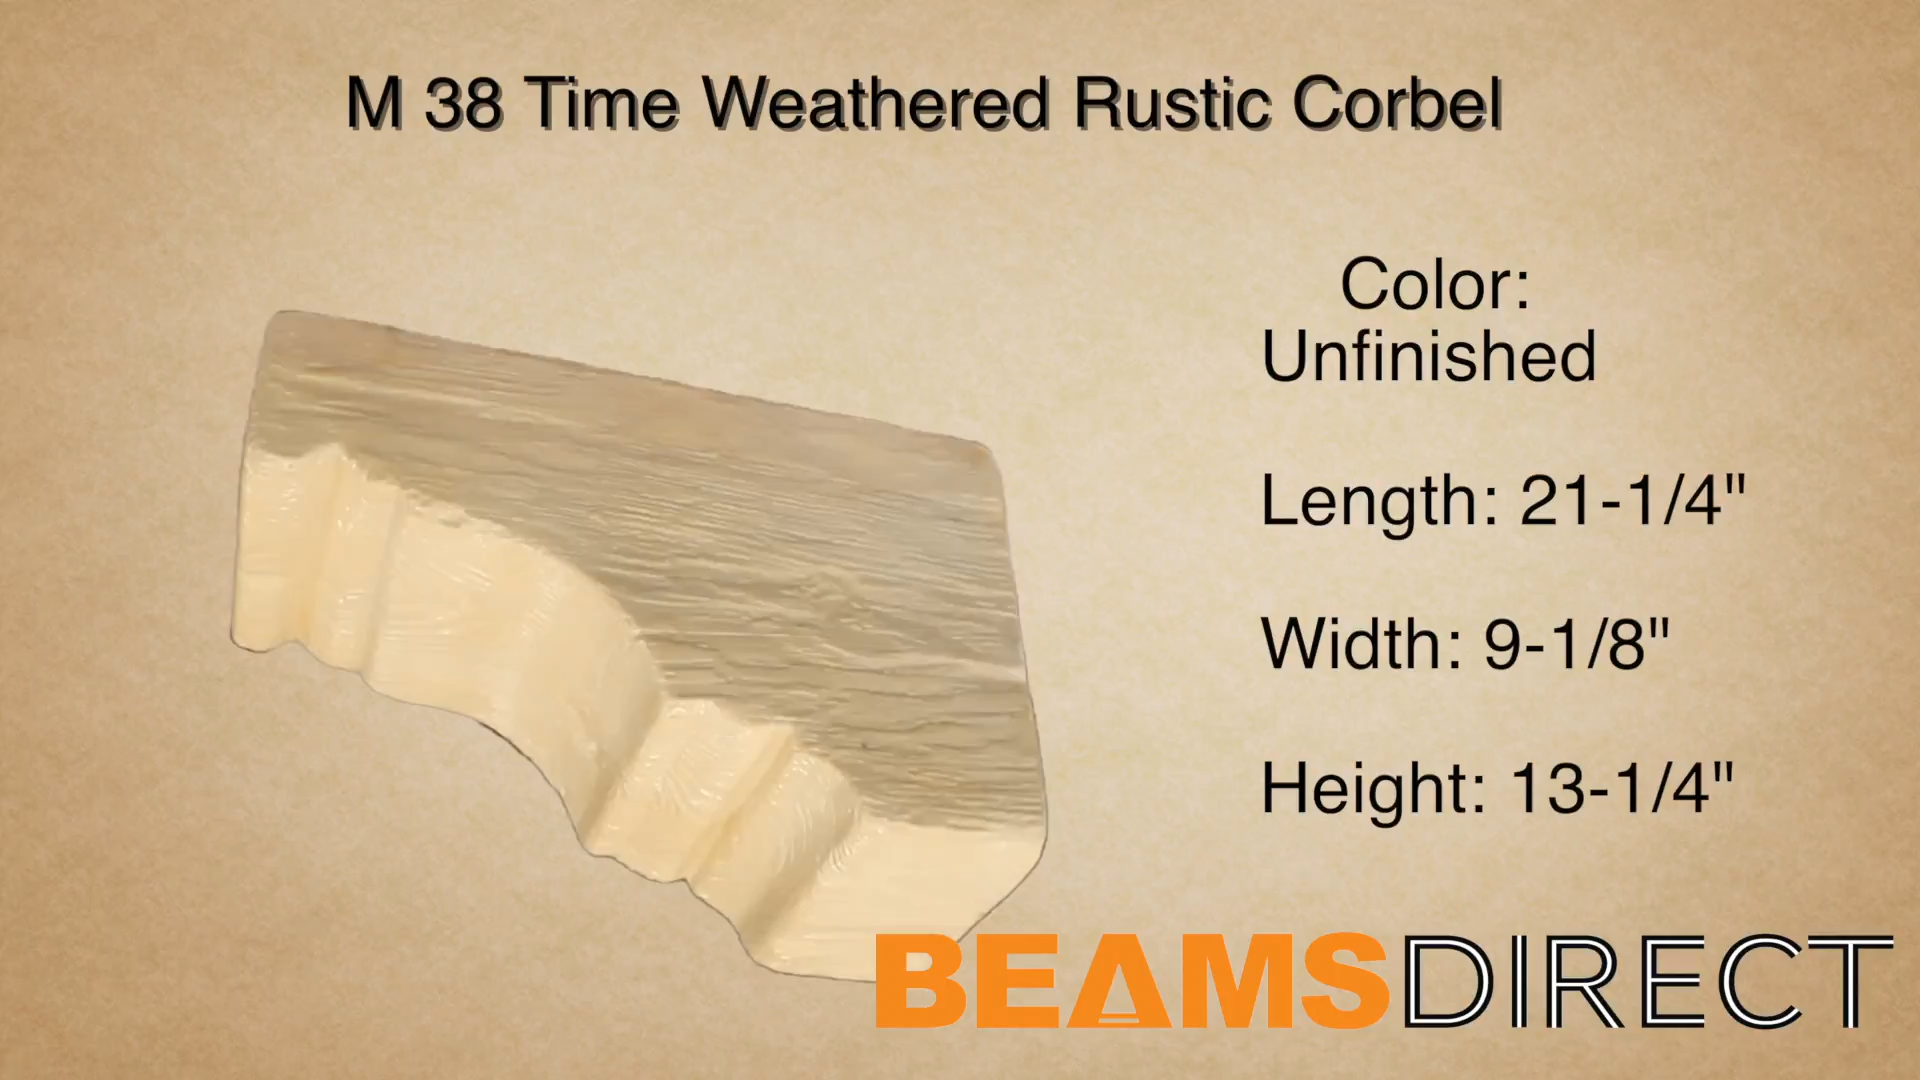 M 38 Time Weathered Rustic Corbel
Color:
Unfinished
Length: 21-1/4"
Width: 9-1/8"
Height: 13-1/4"
BEAMSDIRECT